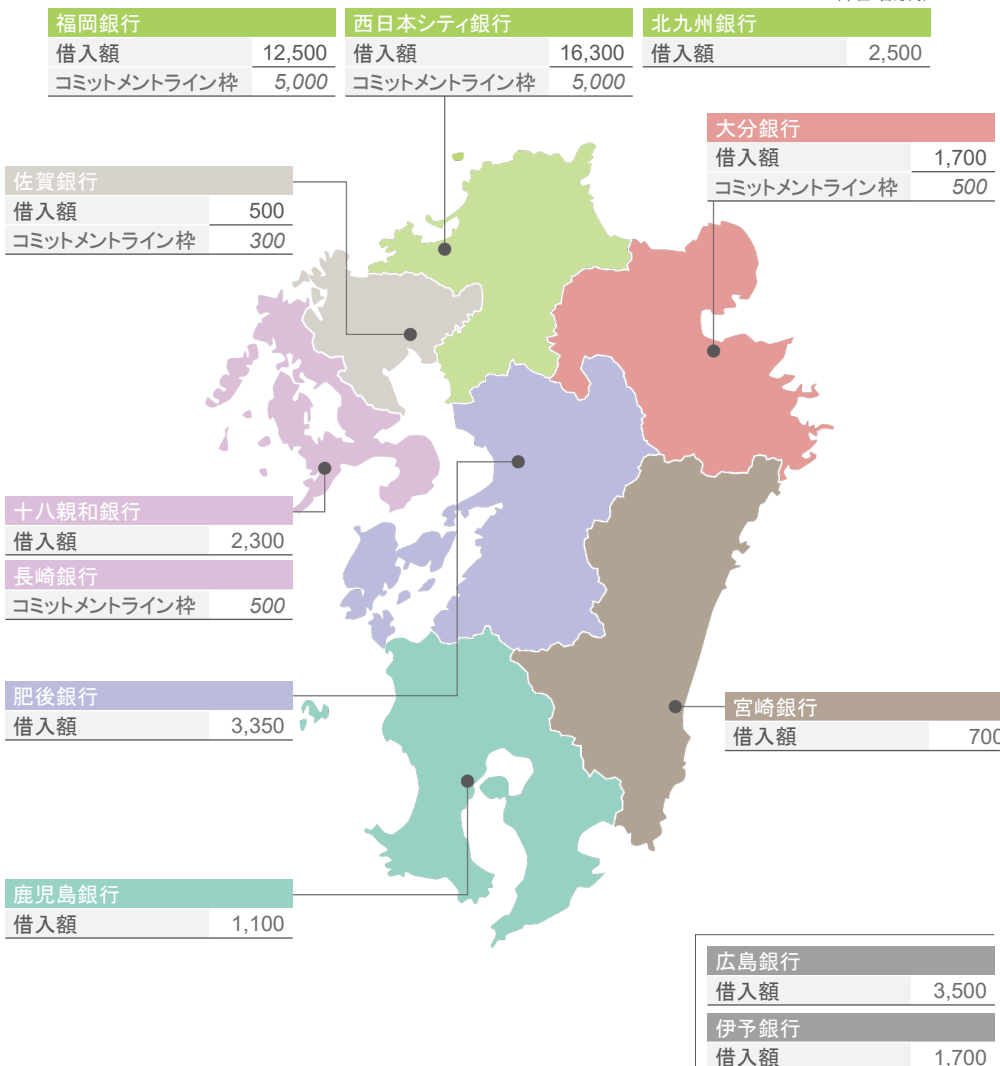 福岡銀行
借入額 12,500
コミットメントライン枠 5,000
西日本シティ銀行
借入額 16,300
コミットメントライン枠 5,000
北九州銀行
借入額 2,500
大分銀行
借入額 1,700
コミットメントライン枠 500
佐賀銀行
借入額 500
コミットメントライン枠 300
十八親和銀行
借入額 2,300
長崎銀行
コミットメントライン枠 500
肥後銀行
借入額 3,350
宮崎銀行
借入額 700
鹿児島銀行
借入額 1,100
広島銀行
借入額 3,500
伊予銀行
借入額 1,700